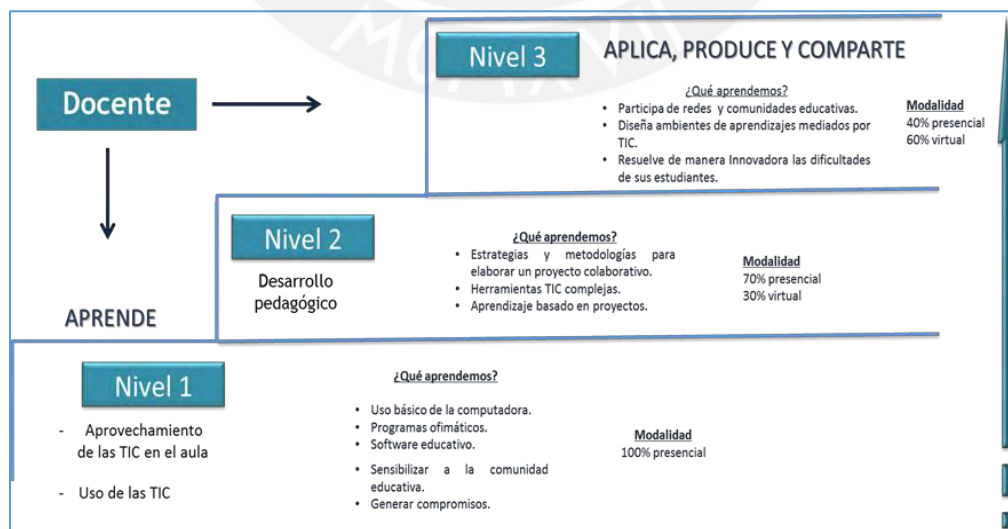 Nivel 3
APLICA, PRODUCE Y COMPARTE
Docente
¿Qué aprendemos?
• Participa de redes y comunidades educativas.
• Diseña ambientes de aprendizajes mediados por
TIC.
• Resuelve de manera Innovadora las dificultades
de sus estudiantes.
Modalidad
40% presencial
60% virtual
Nivel 2
Desarrollo
pedagógico
¿Qué aprendemos?
• Estrategias y metodologías para
elaborar un proyecto colaborativo.
• Herramientas TIC complejas.
• Aprendizaje basado en proyectos.
Modalidad
70% presencial
30% virtual
APRENDE
Nivel 1
- Aprovechamiento
de las TIC en el aula
- Uso de las TIC
¿Qué aprendemos?
• Uso básico de la computadora.
• Programas ofimáticos.
• Software educativo.
• Sensibilizar a la comunidad
educativa.
• Generar compromisos.
Modalidad
100% presencial